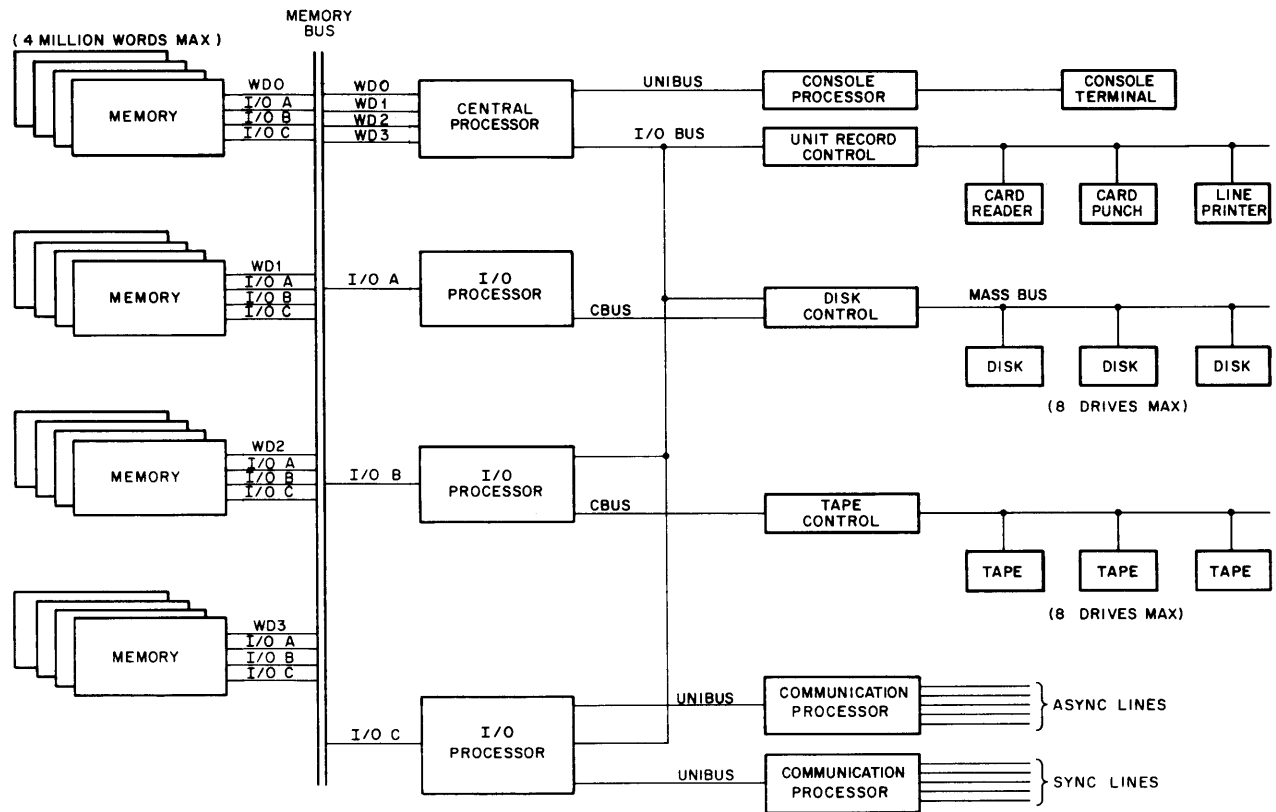 MEMORY
BUS
( 4 MILLION WORDS MAX )
MEMORY
WD0
I/O A
I/O B
I/O C
WD0
WD1
WD2
WD3
CENTRAL
PROCESSOR
UNIBUS
CONSOLE
PROCESSOR
CONSOLE
TERMINAL
I/O BUS
UNIT RECORD
CONTROL
CARD
READER
CARD
PUNCH
LINE
PRINTER
MEMORY
WD1
I/O A
I/O B
I/O C
I/O A
I/O
PROCESSOR
CBUS
DISK
CONTROL
MASS BUS
DISK
DISK
DISK
(8 DRIVES MAX)
MEMORY
WD2
I/O A
I/O B
I/O C
I/O B
I/O
PROCESSOR
CBUS
TAPE
CONTROL
TAPE
TAPE
TAPE
(8 DRIVES MAX)
MEMORY
WD3
I/O A
I/O B
I/O C
I/O C
I/O
PROCESSOR
UNIBUS
COMMUNICATION
PROCESSOR
ASYNC LINES
UNIBUS
COMMUNICATION
PROCESSOR
SYNC LINES